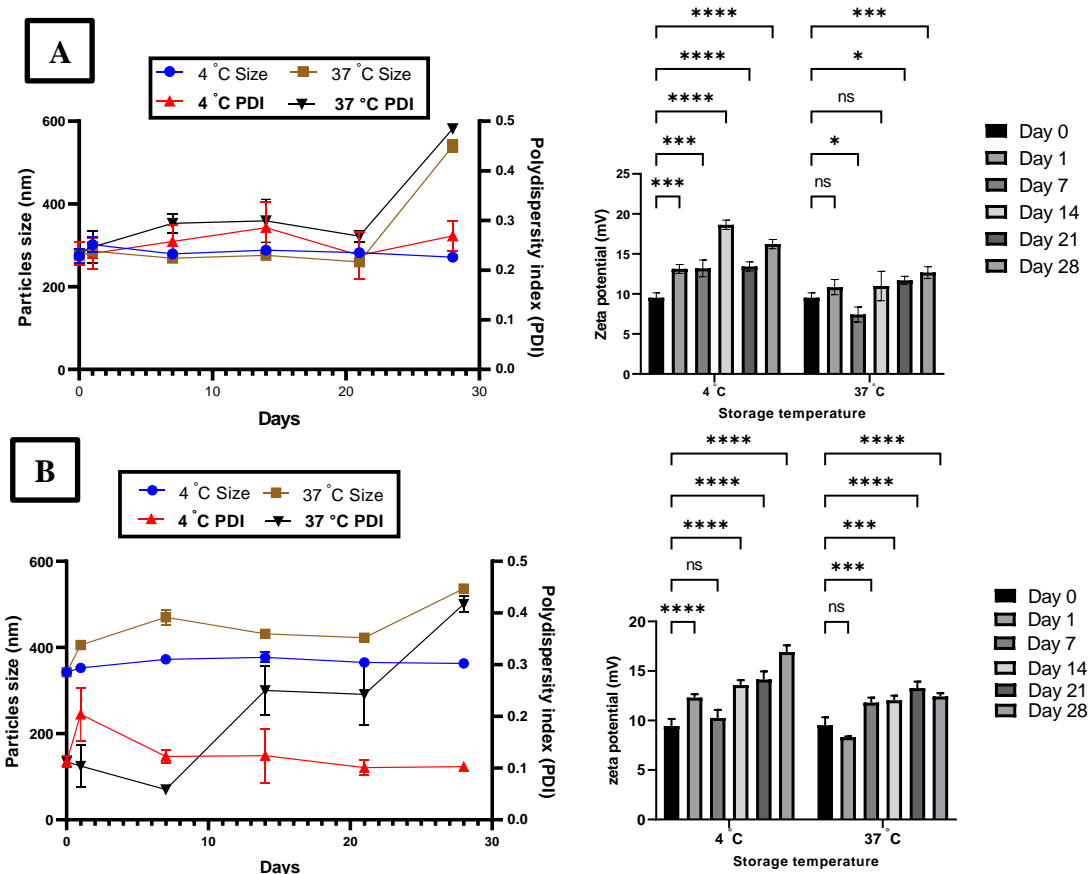 A
4 °C Size
37 °C Size
4 °C PDI
37 °C PDI
600
400
200
0
Particles size (nm)
0.5
0.4
0.3
0.2
0.1
0.0
Polydispersity index (PDI)
0
10
20
30
Days
****
****
****
***
***
***
*
ns
*
ns
25
20
15
10
5
0
Zeta potential (mV)
4 °C
37 °C
Storage temperature
Day 0
Day 1
Day 7
Day 14
Day 21
Day 28
B
4 °C Size
37 °C Size
4 °C PDI
37 °C PDI
600
400
200
0
Particles size (nm)
0.5
0.4
0.3
0.2
0.1
0.0
Polydispersity index (PDI)
0
10
20
30
Days
****
****
****
ns
****
****
****
***
***
ns
20
15
10
5
0
zeta potential (mV)
4 °C
37 °C
Storage temperature
Day 0
Day 1
Day 7
Day 14
Day 21
Day 28